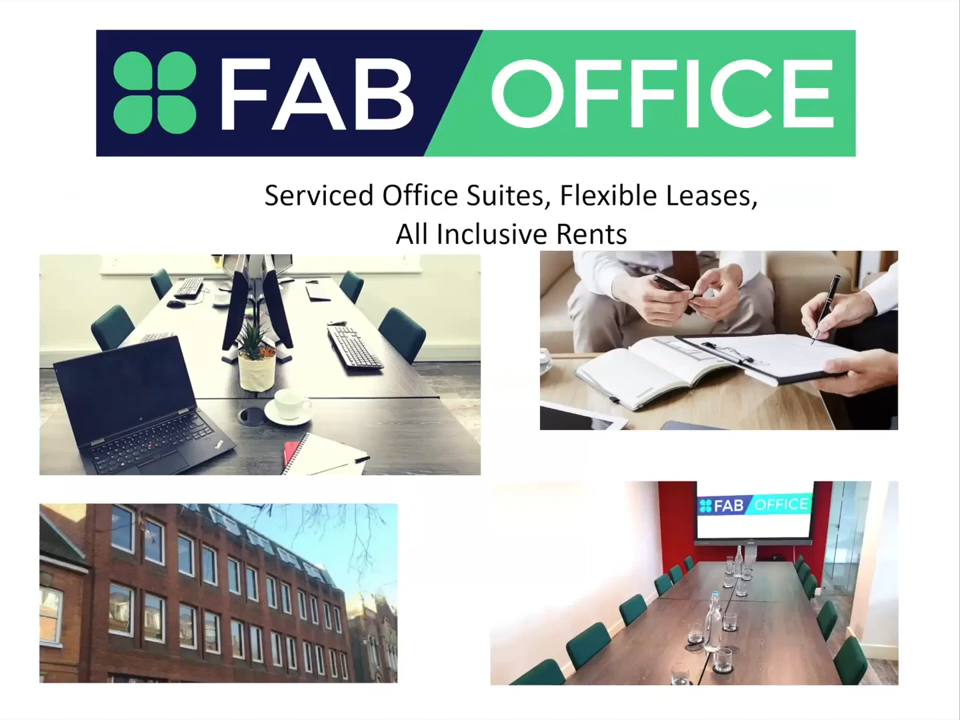 FAB OFFICE
Serviced Office Suites, Flexible Leases,
All Inclusive Rents
FAB OFFICE